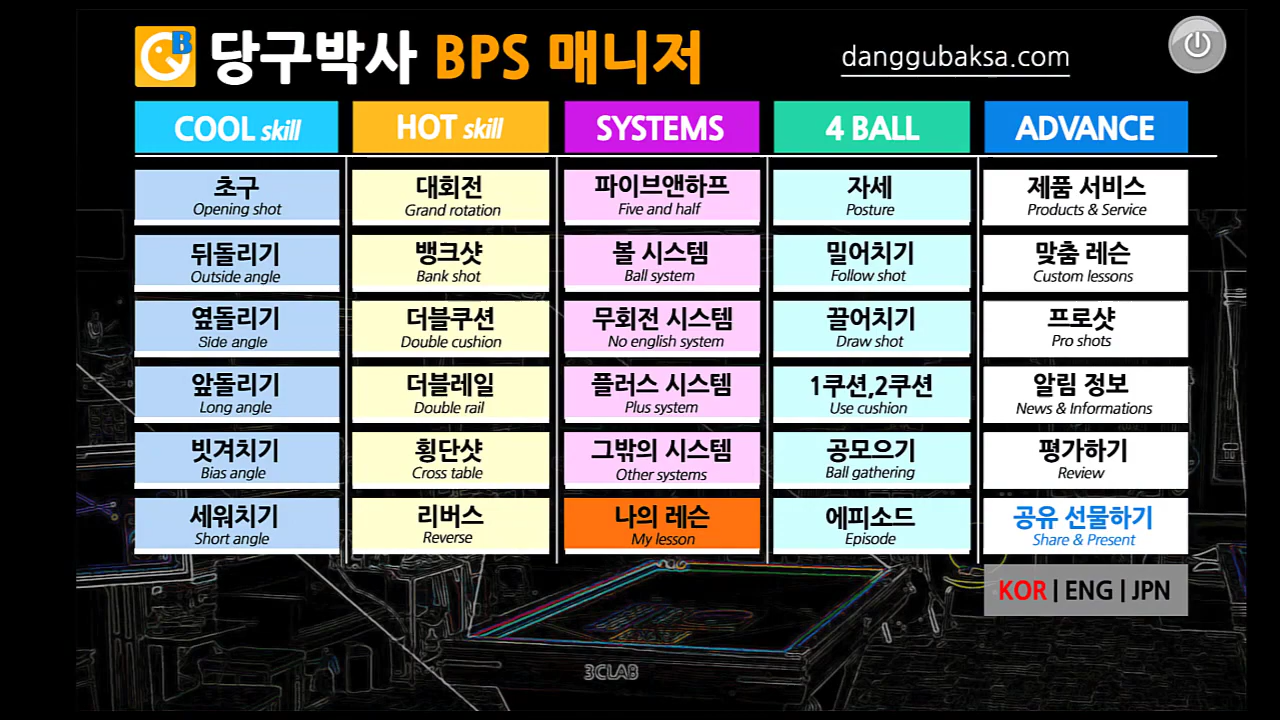 B
당구박사 BPS 매니저
danggubaksa.com
COOL skill
HOT skill
SYSTEMS
4 BALL
ADVANCE
초구
Opening shot
대회전
Grand rotation
파이브앤하프
Five and half
자세
Posture
제품 서비스
Products & Service
뒤돌리기
Outside angle
뱅크샷
Bank shot
볼 시스템
Ball system
밀어치기
Follow shot
맞춤 레슨
Custom lessons
옆돌리기
Side angle
더블쿠션
Double cushion
무회전 시스템
No english system
끌어치기
Draw shot
프로샷
Pro shots
앞돌리기
Long angle
더블레일
Double rail
플러스 시스템
Plus system
1쿠션,2쿠션
Use cushion
알림 정보
News & Informations
빗겨치기
Bias angle
횡단샷
Cross table
그밖의 시스템
Other systems
공모으기
Ball gathering
평가하기
Review
세워치기
Short angle
리버스
Reverse
나의 레슨
My lesson
에피소드
Episode
공유 선물하기
Share & Present
KOR | ENG | JPN
3CLAB